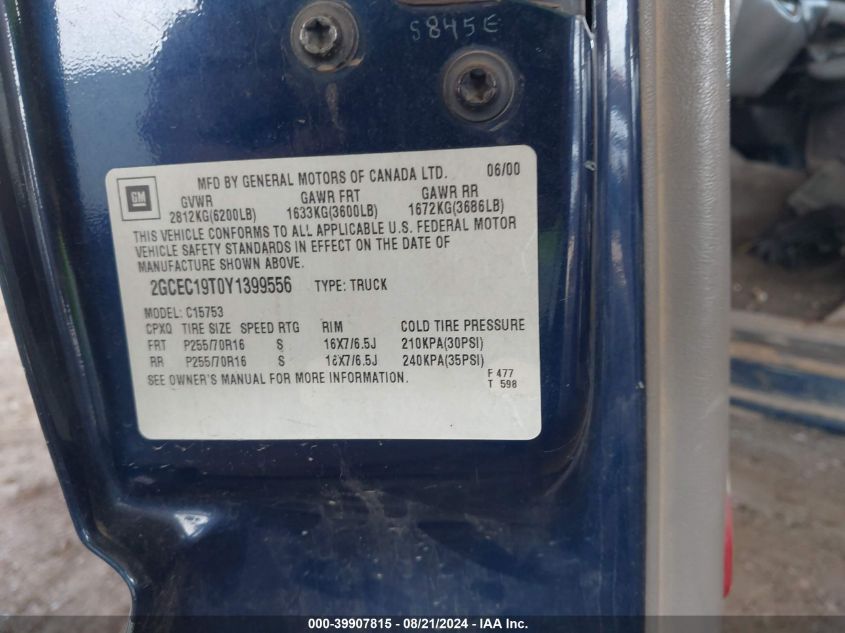 S845E
MFD BY GENERAL MOTORS OF CANADA LTD. 06/00
GM
GVWR GAWR FRT GAWR RR
2812KG(6200LB) 1633KG(3600LB) 1672KG(3686LB)
THIS VEHICLE CONFORMS TO ALL APPLICABLE U.S. FEDERAL MOTOR
VEHICLE SAFETY STANDARDS IN EFFECT ON THE DATE OF
MANUFACTURE SHOWN ABOVE.
2GCEC19T0Y1399556 TYPE: TRUCK
MODEL: C15753
CPXQ TIRE SIZE SPEED RTG RIM COLD TIRE PRESSURE
FRT P255/70R16 S 16X7/6.5J 210KPA(30PSI)
RR P255/70R16 S 16X7/6.5J 240KPA(35PSI)
SEE OWNER'S MANUAL FOR MORE INFORMATION.
F 477
T 598
000-39907815 - 08/21/2024 - IAAI.com